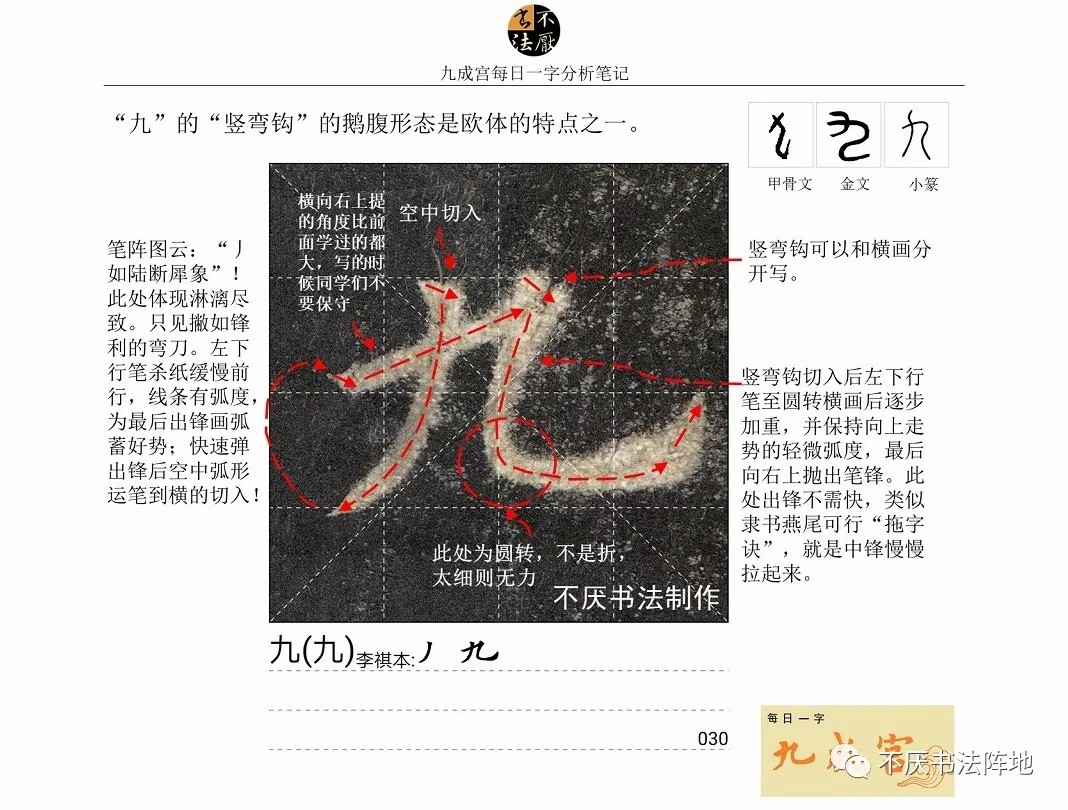 不厭书法
九成宫每日一字分析笔记
“九”的“竖弯钩”的鹅腹形态是欧体的特点之一。
甲骨文 金文 小篆
笔阵图云：“丿
如陆断犀象”！
此处体现淋漓尽
致。只见撇如锋
利的弯刀。左下
行笔杀纸缓慢前
行，线条有弧度，
为最后出锋画弧
蓄好势；快速弹
出锋后空中弧形
运笔到横的切入！
横向右上提
的角度比前
面学过的都
大，写的时
候同学们不
要保守
空中切入
竖弯钩可以和横画分
开写。
竖弯钩切入后左下行
笔至圆转横画后逐步
加重，并保持向上走
势的轻微弧度，最后
向右上抛出笔锋。此
处出锋不需快，类似
隶书燕尾可行“拖字
诀”，就是中锋慢慢
拉起来。
此处为圆转，不是折，
太细则无力
不厌书法制作
九(九)李祺本:丿 九
030
每日一字
九成宫
不厌书法阵地